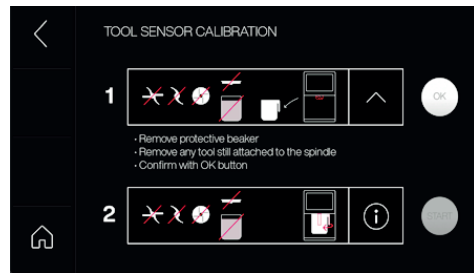 TOOL SENSOR CALIBRATION
1
OK
· Remove protective beaker
· Remove any tool still attached to the spindle
· Confirm with OK button
2
START